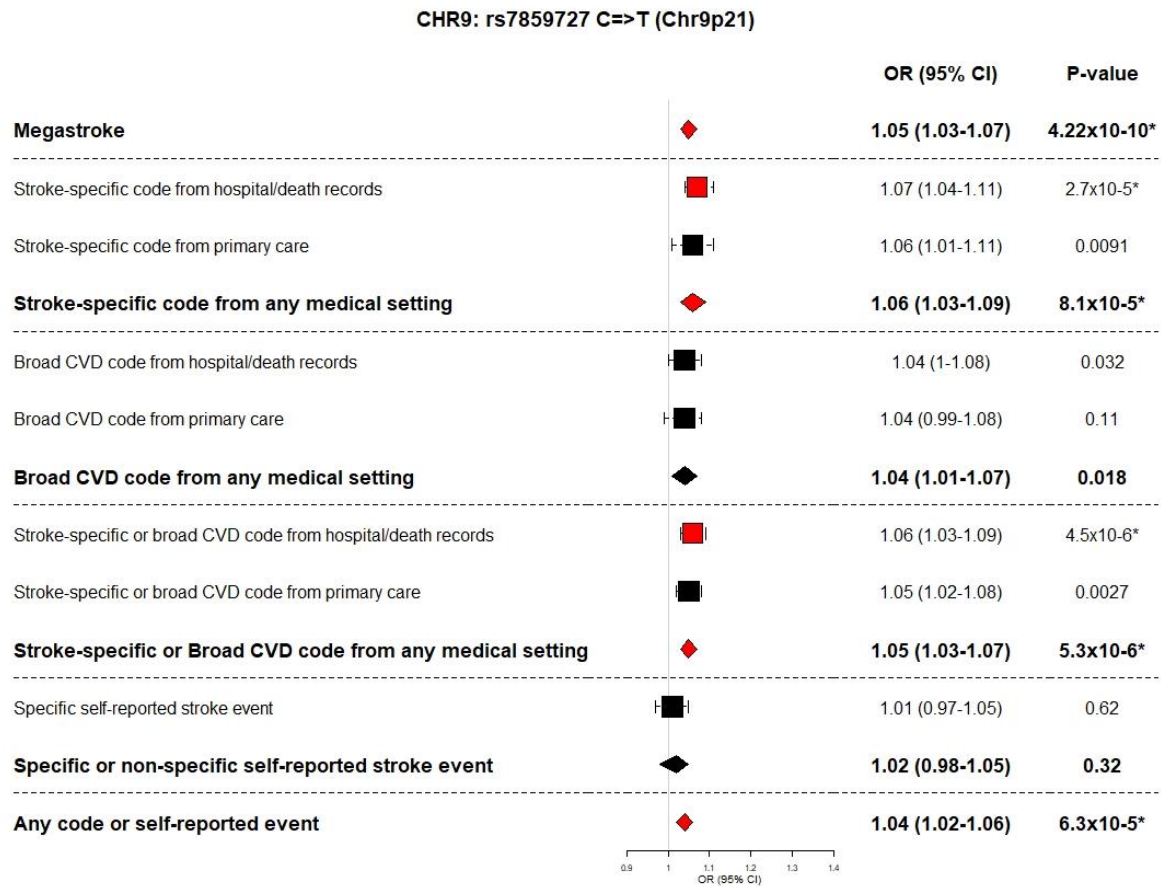 CHR9: rs7859727 C=>T (Chr9p21)
OR (95% CI) P-value
Megastroke 1.05 (1.03-1.07) 4.22x10-10*
Stroke-specific code from hospital/death records 1.07 (1.04-1.11) 2.7x10-5*
Stroke-specific code from primary care 1.06 (1.01-1.11) 0.0091
Stroke-specific code from any medical setting 1.06 (1.03-1.09) 8.1x10-5*
Broad CVD code from hospital/death records 1.04 (1-1.08) 0.032
Broad CVD code from primary care 1.04 (0.99-1.08) 0.11
Broad CVD code from any medical setting 1.04 (1.01-1.07) 0.018
Stroke-specific or broad CVD code from hospital/death records 1.06 (1.03-1.09) 4.5x10-6*
Stroke-specific or broad CVD code from primary care 1.05 (1.02-1.08) 0.0027
Stroke-specific or Broad CVD code from any medical setting 1.05 (1.03-1.07) 5.3x10-6*
Specific self-reported stroke event 1.01 (0.97-1.05) 0.62
Specific or non-specific self-reported stroke event 1.02 (0.98-1.05) 0.32
Any code or self-reported event 1.04 (1.02-1.06) 6.3x10-5*
0.9 1 1.1 1.2 1.3 1.4
OR (95% CI)